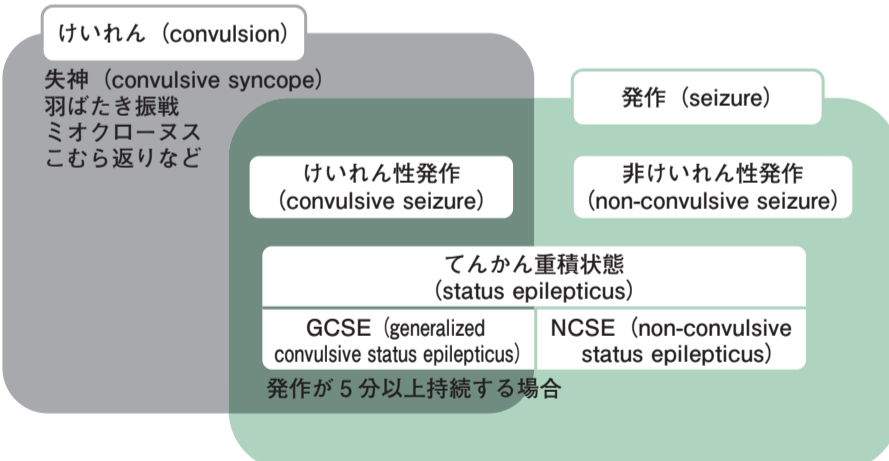 けいれん（convulsion）
失神（convulsive syncope）
羽ばたき振戦
ミオクローヌス
こむら返りなど
発作（seizure）
けいれん性発作
（convulsive seizure）
非けいれん性発作
（non-convulsive seizure）
てんかん重積状態
（status epilepticus）
GCSE（generalized
convulsive status epilepticus）
NCSE（non-convulsive
status epilepticus）
発作が 5 分以上持続する場合